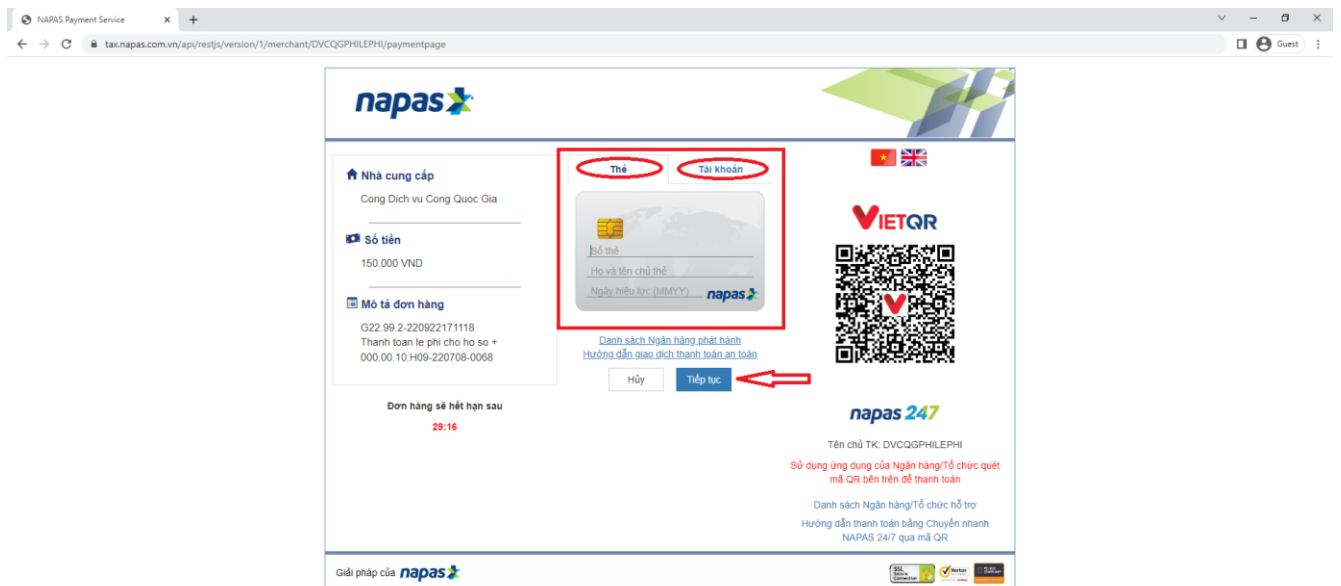 NAPAS Payment Service
tax.napas.com.vn/api/restjs/version/1/merchant/DVCQGPHILEPHI/paymentpage
Guest
napas
Nhà cung cấp
Cong Dich vu Cong Quoc Gia
Số tiền
150.000 VND
Mô tả đơn hàng
G22.99.2-220922171118
Thanh toan le phi cho ho so +
000.00.10.H09-220708-0068
Đơn hàng sẽ hết hạn sau
29:16
Thẻ
Tài khoản
Số thẻ
Họ và tên chủ thẻ
Ngày hiệu lực (MMYY)
napas
Danh sách Ngân hàng phát hành
Hướng dẫn giao dịch thanh toán an toàn
Hủy
Tiếp tục
VIETQR
napas 247
Tên chủ TK: DVCQGPHILEPHI
Sử dụng ứng dụng của Ngân hàng/Tổ chức quét
mã QR bên trên để thanh toán
Danh sách Ngân hàng/Tổ chức hỗ trợ
Hướng dẫn thanh toán bằng Chuyển nhanh
NAPAS 24/7 qua mã QR
Giải pháp của napas
SSL
Secure
Connection
Norton